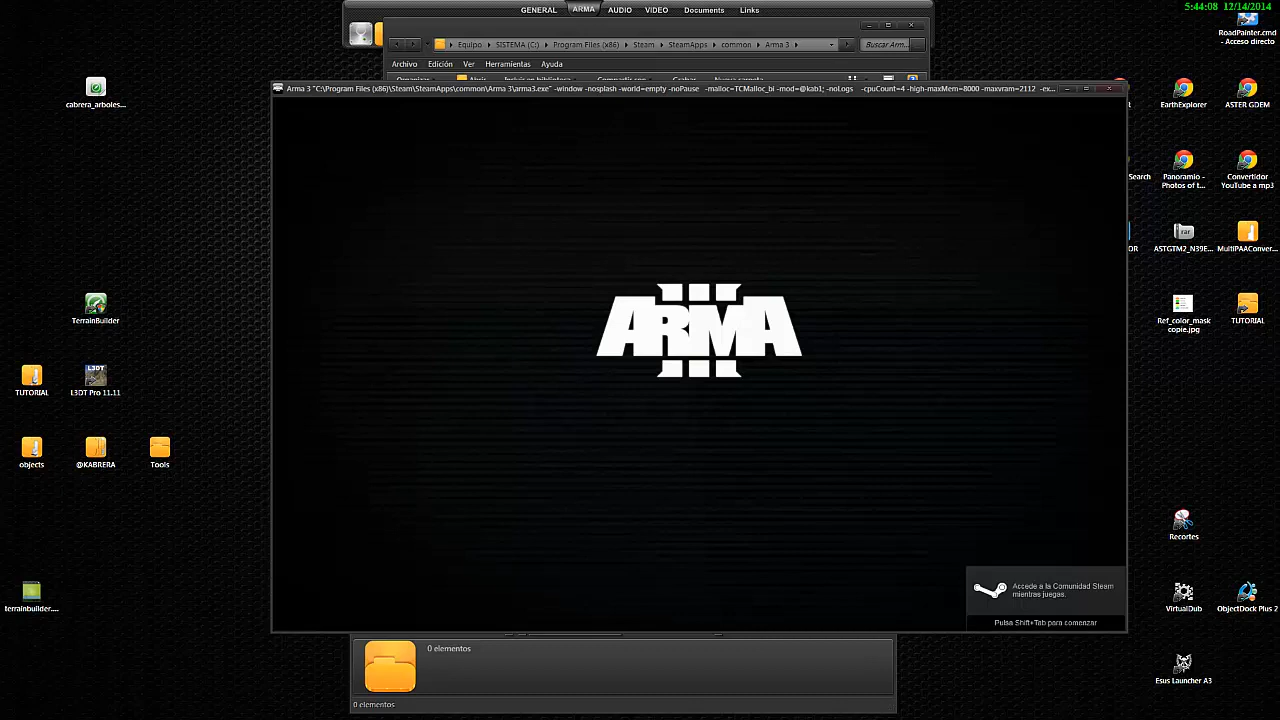 5:44:08 12/14/2014
GENERAL
ARMA
AUDIO
VIDEO
Documents
Links
Equipo
SISTEMA (C:)
Program Files (x86)
Steam
SteamApps
common
Arma 3
Buscar Arm...
Archivo
Edición
Ver
Herramientas
Ayuda
Arma 3 "C:\Program Files (x86)\Steam\SteamApps\common\Arma 3\arma3.exe" -window -nosplash -world=empty -noPause -malloc=TCMalloc_bi -mod=@kab1; -noLogs -cpuCount=4 -high-maxMem=8000 -maxvram=2112 -ex...
RoadPainter.cmd
- Acceso directo
cabrera_arboles...
EarthExplorer
ASTER GDEM
Search
Panoramio -
Photos of t...
Convertidor
YouTube a mp3
OR
ASTGTM2_N39E...
MultiPAAConver...
ARMA
III
TerrainBuilder
Ref_color_mask
copie.jpg
TUTORIAL
TUTORIAL
L3DT
L3DT Pro 11.11
objects
@KABRERA
Tools
Recortes
terrainbuilder....
Accede a la Comunidad Steam
mientras juegas.
Pulsa Shift+Tab para comenzar
VirtualDub
ObjectDock Plus 2
0 elementos
Esus Launcher A3
0 elementos